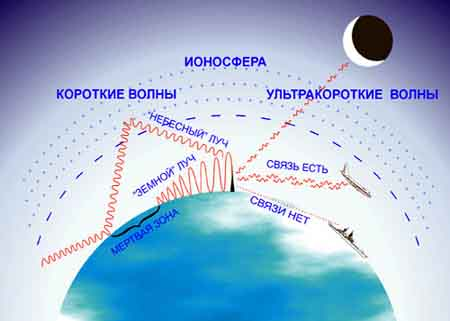 ИОНОСФЕРА
КОРОТКИЕ ВОЛНЫ
УЛЬТРАКОРОТКИЕ ВОЛНЫ
"НЕБЕСНЫЙ" ЛУЧ
"ЗЕМНОЙ" ЛУЧ
СВЯЗЬ ЕСТЬ
МЕРТВАЯ ЗОНА
СВЯЗИ НЕТ